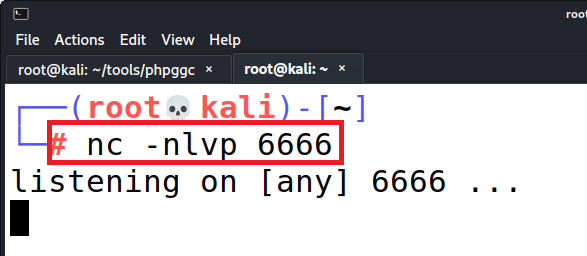 root
File Actions Edit View Help
root@kali: ~/tools/phpggc × root@kali: ~ ×
┌──(root💀kali)-[~]
└─# nc -nlvp 6666
listening on [any] 6666 ...